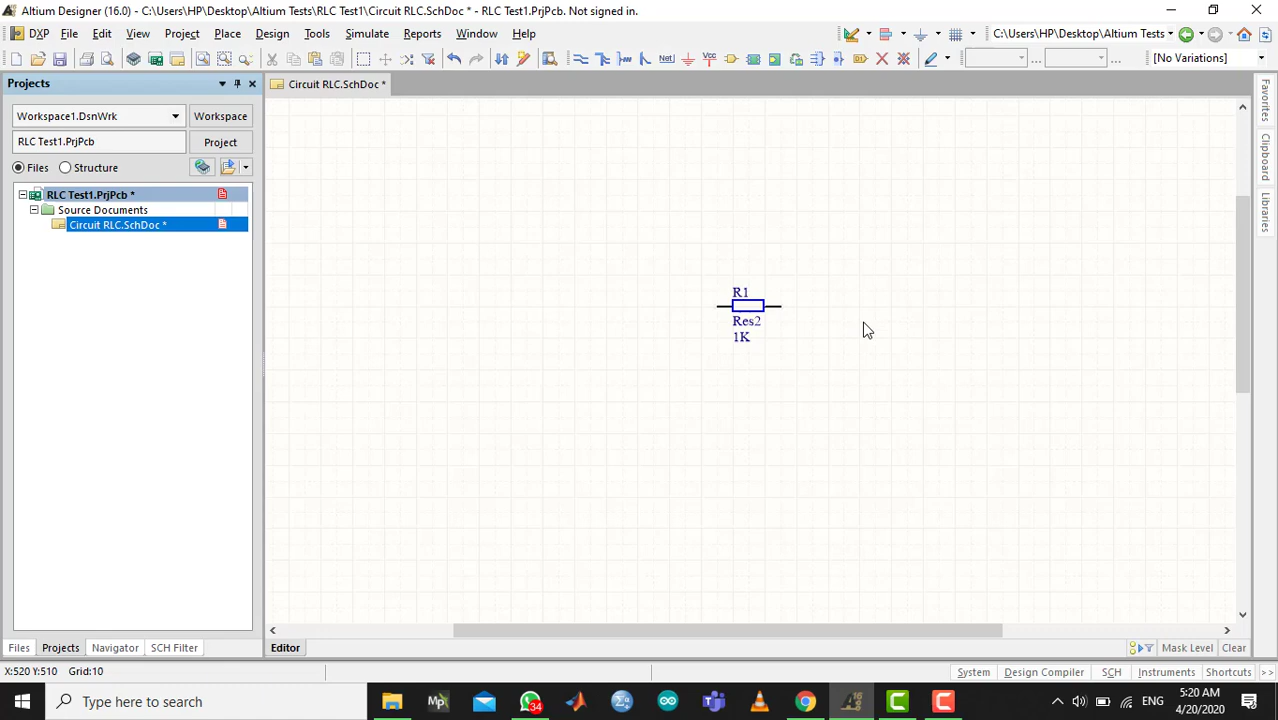 Altium Designer (16.0) - C:\Users\HP\Desktop\Altium Tests\RLC Test1\Circuit RLC.SchDoc * - RLC Test1.PrjPcb. Not signed in.
DXP File Edit View Project Place Design Tools Simulate Reports Window Help
C:\Users\HP\Desktop\Altium Tests
Net
Vcc
[No Variations]
Projects
Circuit RLC.SchDoc *
Workspace1.DsnWrk
Workspace
RLC Test1.PrjPcb
Project
Files
Structure
RLC Test1.PrjPcb *
Source Documents
Circuit RLC.SchDoc *
R1
Res2
1K
Favorites
Clipboard
Libraries
Files Projects Navigator SCH Filter
Editor
Mask Level Clear
X:520 Y:510 Grid:10
System Design Compiler SCH Instruments Shortcuts
Type here to search
34
ENG
5:20 AM
4/20/2020